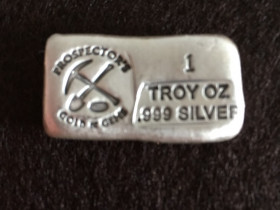 PROSPECTOR'S
GOLD & GEMS
1
TROY OZ
.999 SILVER